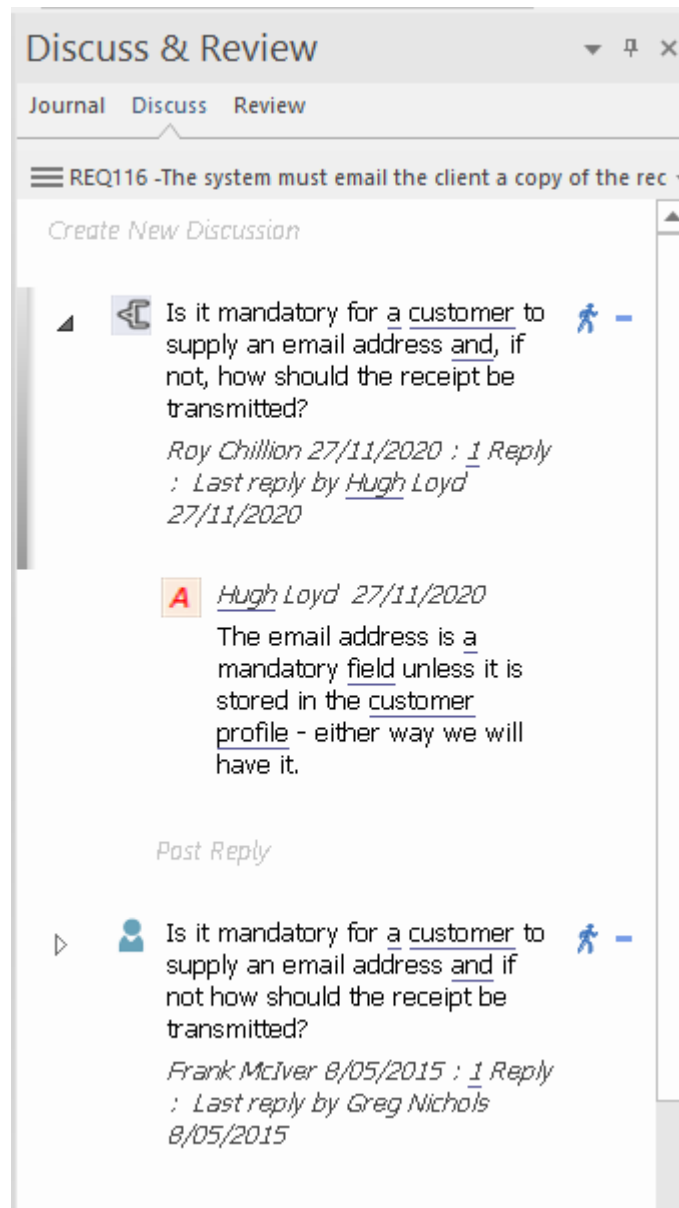 Discuss & Review
Journal Discuss Review
REQ116 -The system must email the client a copy of the rec
Create New Discussion
Is it mandatory for a customer to
supply an email address and, if
not, how should the receipt be
transmitted?
Roy Chillion 27/11/2020 ; 1 Reply
; Last reply by Hugh Loyd
27/11/2020
A Hugh Loyd 27/11/2020
The email address is a
mandatory field unless it is
stored in the customer
profile - either way we will
have it.
Post Reply
Is it mandatory for a customer to
supply an email address and if
not how should the receipt be
transmitted?
Frank McIver 8/05/2015 ; 1 Reply
; Last reply by Greg Nichols
8/05/2015